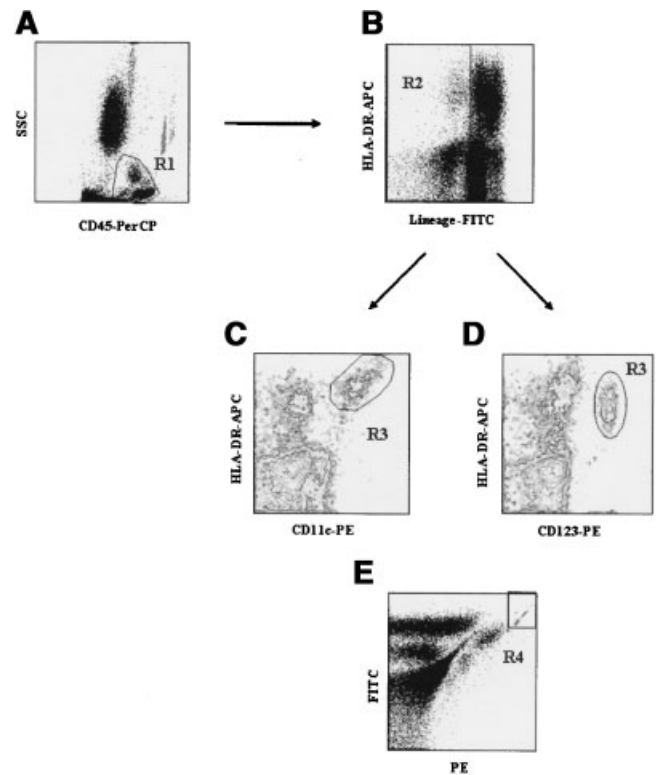 A
SSC
R1
CD45-PerCP
B
HLA-DR-APC
R2
Lineage-FITC
C
HLA-DR-APC
R3
CD11c-PE
D
HLA-DR-APC
R3
CD123-PE
E
FITC
R4
PE